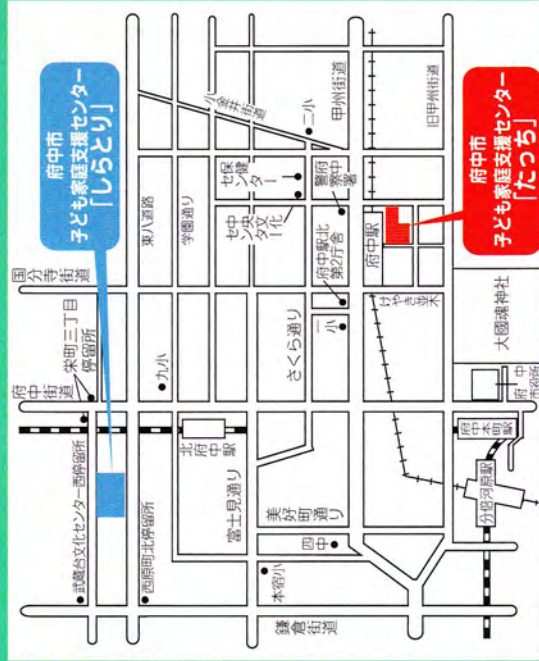 府中市
子ども家庭支援センター
「しらとり」
府中市
子ども家庭支援センター
「たっち」
国分寺街道
府中街道
栄町三丁目
停留所
武蔵台文化センター西停留所
西原町北停留所
東八道路
学園通り
小金井街道
二小
甲州街道
旧甲州街道
保健
センター
中央文化
センター
府中
警察署
府中駅北
第2庁舎
府中駅
けやき並木
大國魂神社
さくら通り
一小
九小
北府中駅
富士見通り
美好町通り
四中
本宿小
鎌倉街道
府中市役所
府中本町駅
分倍河原駅